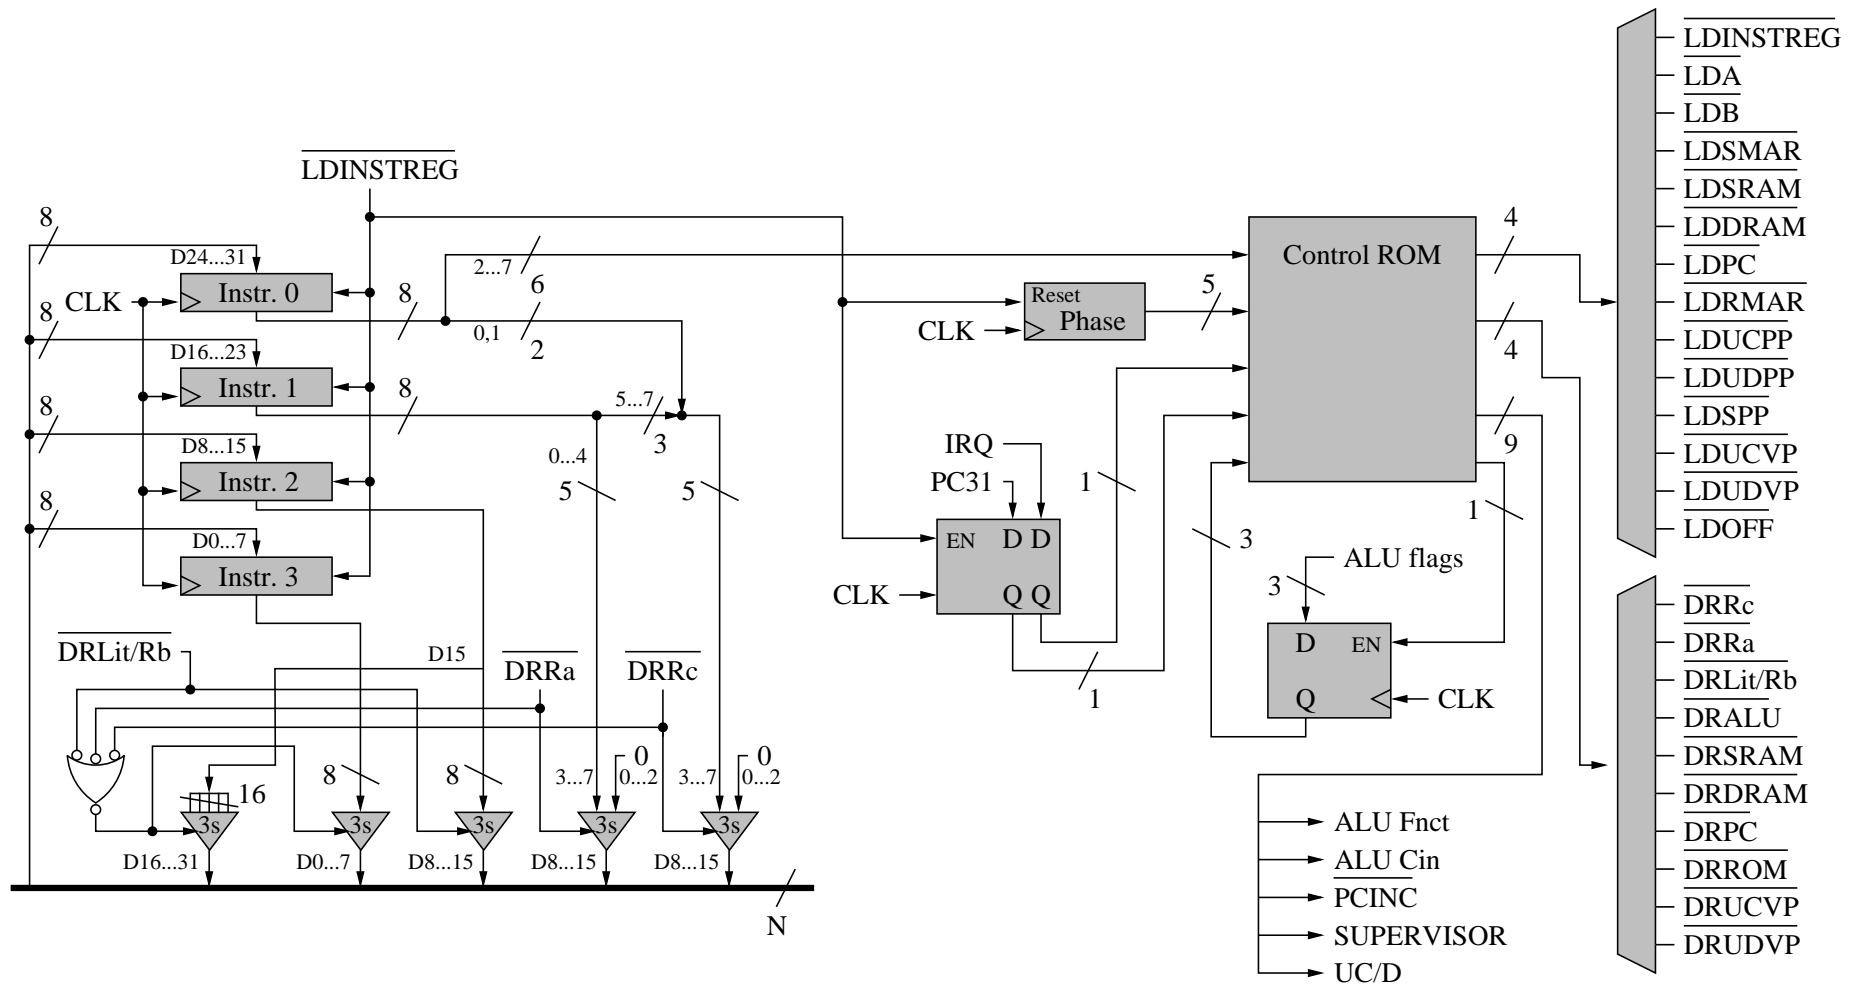 LDINSTREG
8
D24...31
Instr. 0
CLK
8
D16...23
Instr. 1
8
D8...15
Instr. 2
8
D0...7
Instr. 3
8
2...7
6
0,1
2
8
5...7
3
0...4
5
5
DRLit/Rb
D15
DRRa
DRRc
16
3s
D16...31
8
3s
D0...7
8
3s
D8...15
3...7
0
0...2
3s
D8...15
3...7
0
0...2
3s
D8...15
N
Reset
Phase
CLK
5
IRQ
PC31
EN
D D
Q Q
CLK
1
1
Control ROM
4
4
9
1
3
ALU flags
3
D
EN
Q
CLK
ALU Fnct
ALU Cin
PCINC
SUPERVISOR
UC/D
LDINSTREG
LDA
LDB
LDSMAR
LDSRAM
LDDRAM
LDPC
LDRMAR
LDUCPP
LDUDPP
LDSPP
LDUCVP
LDUDVP
LDOFF
DRRc
DRRa
DRLit/Rb
DRALU
DRSRAM
DRDRAM
DRPC
DRROM
DRUCVP
DRUDVP